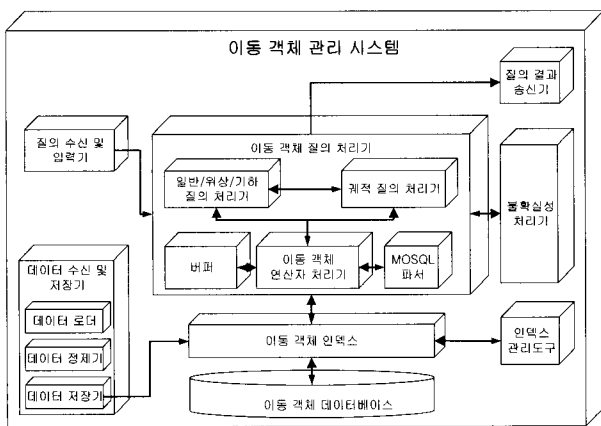 이동 객체 관리 시스템
질의 결과
송신기
질의 수신 및
입력기
이동 객체 질의 처리기
일반/위상/기하
질의 처리기
궤적 질의 처리기
불확실성
처리기
버퍼
이동 객체
연산자 처리기
MOSQL
파서
데이터 수신 및
저장기
데이터 로더
데이터 정제기
데이터 저장기
이동 객체 인덱스
인덱스
관리도구
이동 객체 데이터베이스